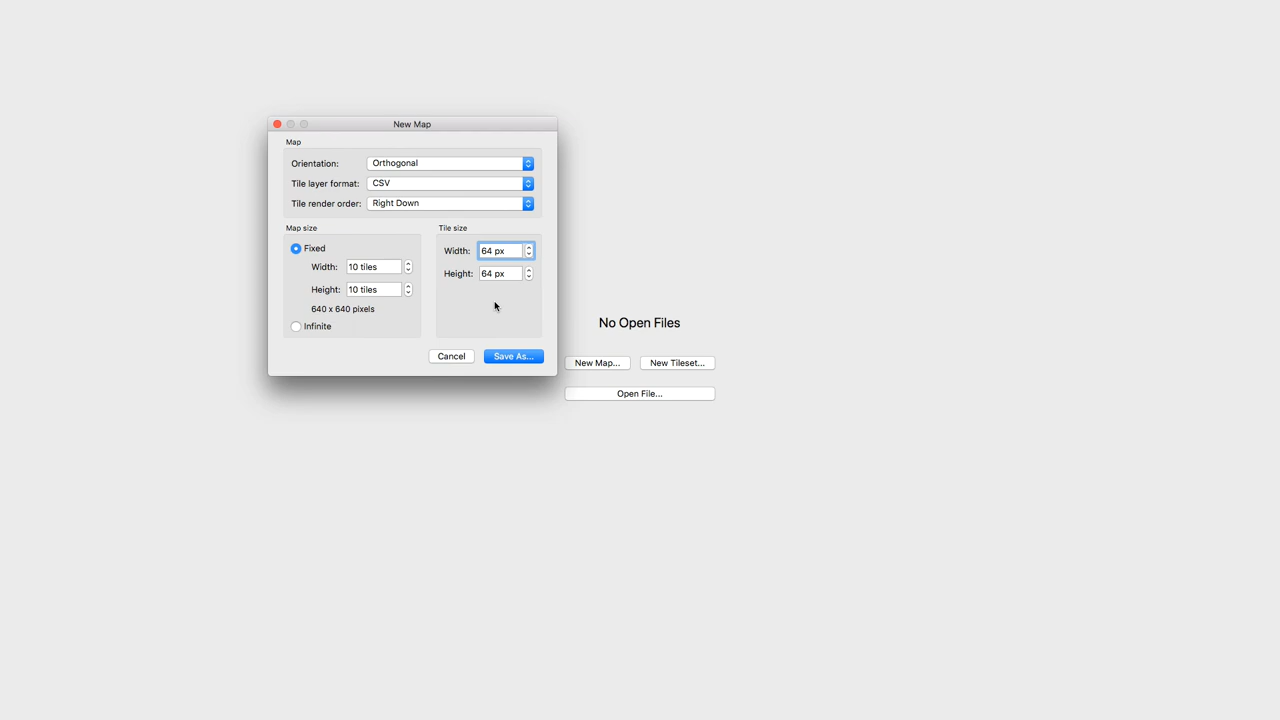 New Map
Map
Orientation: Orthogonal
Tile layer format: CSV
Tile render order: Right Down
Map size
Fixed
Width: 10 tiles
Height: 10 tiles
640 x 640 pixels
Infinite
Tile size
Width: 64 px
Height: 64 px
Cancel Save As...
No Open Files
New Map... New Tileset...
Open File...